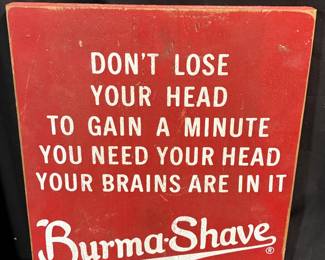 DON'T LOSE
YOUR HEAD
TO GAIN A MINUTE
YOU NEED YOUR HEAD
YOUR BRAINS ARE IN IT
Burma-Shave
®